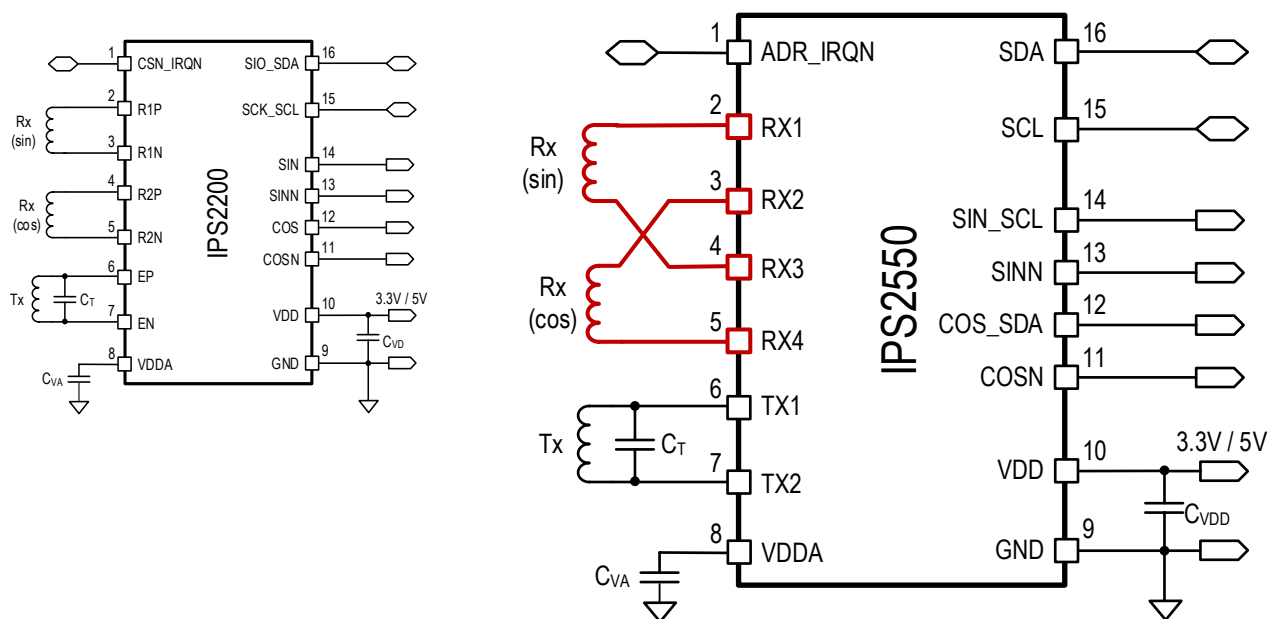 1 CSN_IRQN SIO_SDA 16
2 R1P SCK_SCL 15
Rx (sin)
3 R1N SIN 14
4 R2P SINN 13
Rx (cos)
COS 12
5 R2N COSN 11
IPS2200
6 EP
Tx CT
7 EN VDD 10 3.3V / 5V
CVD
8 VDDA GND 9
CVA
1 ADR_IRQN SDA 16
2 RX1 SCL 15
Rx
(sin)
3 RX2 SIN_SCL 14
4 RX3 SINN 13
Rx
(cos)
COS_SDA 12
5 RX4 COSN 11
IPS2550
6 TX1
Tx CT
7 TX2 VDD 10 3.3V / 5V
CVDD
8 VDDA GND 9
CVA